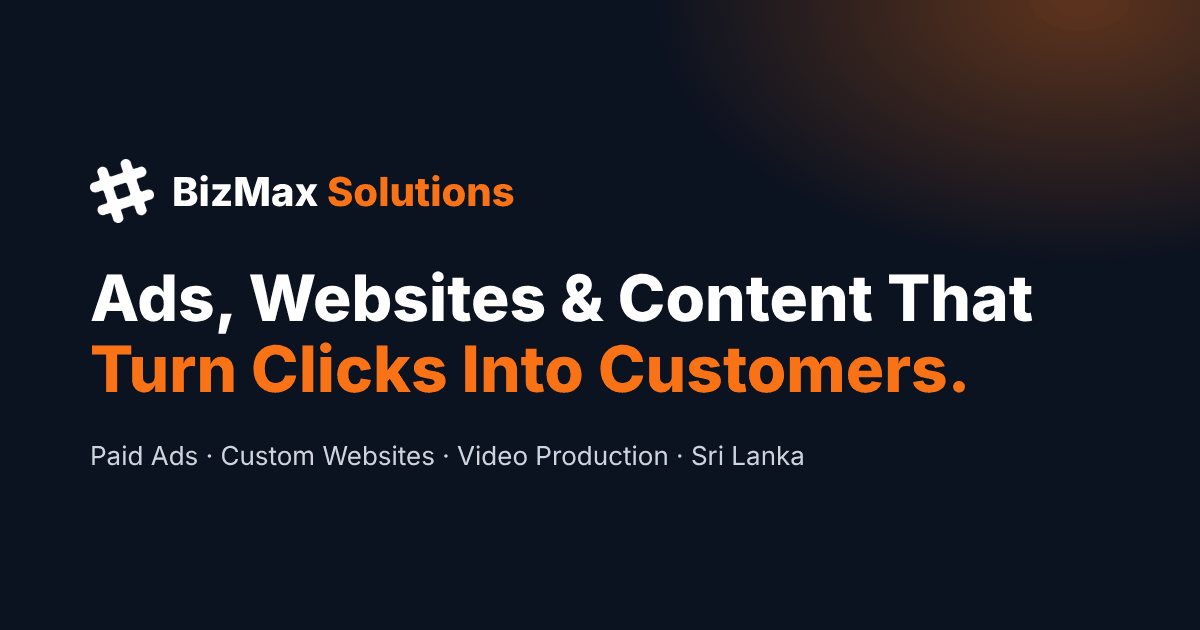 BizMax Solutions
Ads, Websites & Content That
Turn Clicks Into Customers.
Paid Ads · Custom Websites · Video Production · Sri Lanka